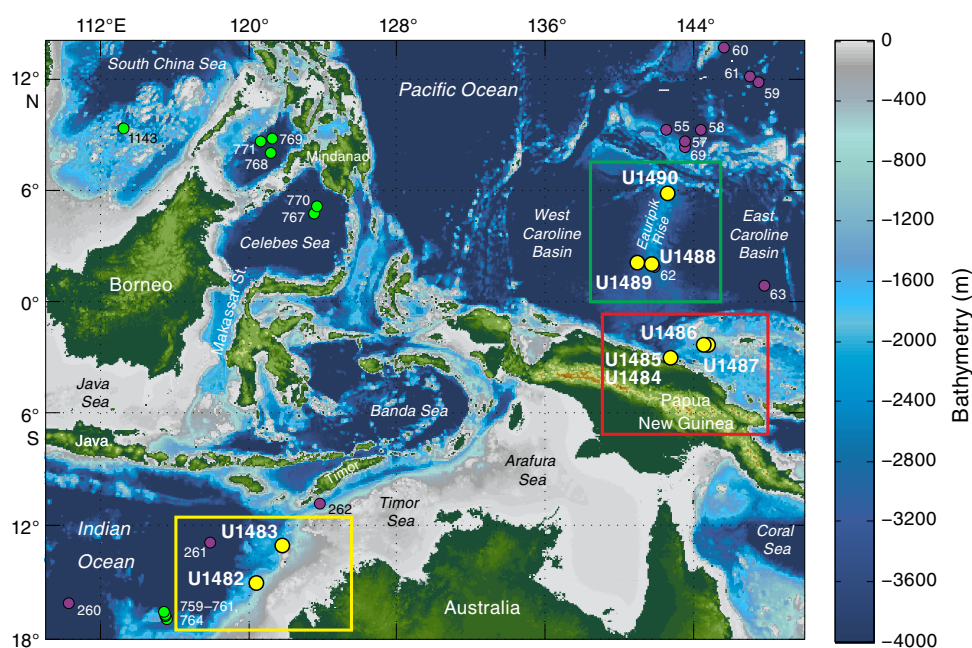 112°E 120° 128° 136° 144°
12°
N
6°
0°
6°
S
12°
18°
South China Sea
Pacific Ocean
60
61
59
1143
769
771
768
Mindanao
55
58
57
69
770
767
Celebes Sea
U1490
West
Caroline
Basin
Eauripik
Rise
East
Caroline
Basin
U1488
62
U1489
63
Borneo
Makassar St.
U1486
U1485
U1484
U1487
Papua
New Guinea
Java
Sea
Banda Sea
Java
Timor
Arafura
Sea
262
Timor
Sea
Indian
Ocean
U1483
261
U1482
Coral
Sea
260
759–761,
764
Australia
0
−400
−800
−1200
−1600
−2000
−2400
−2800
−3200
−3600
−4000
Bathymetry (m)